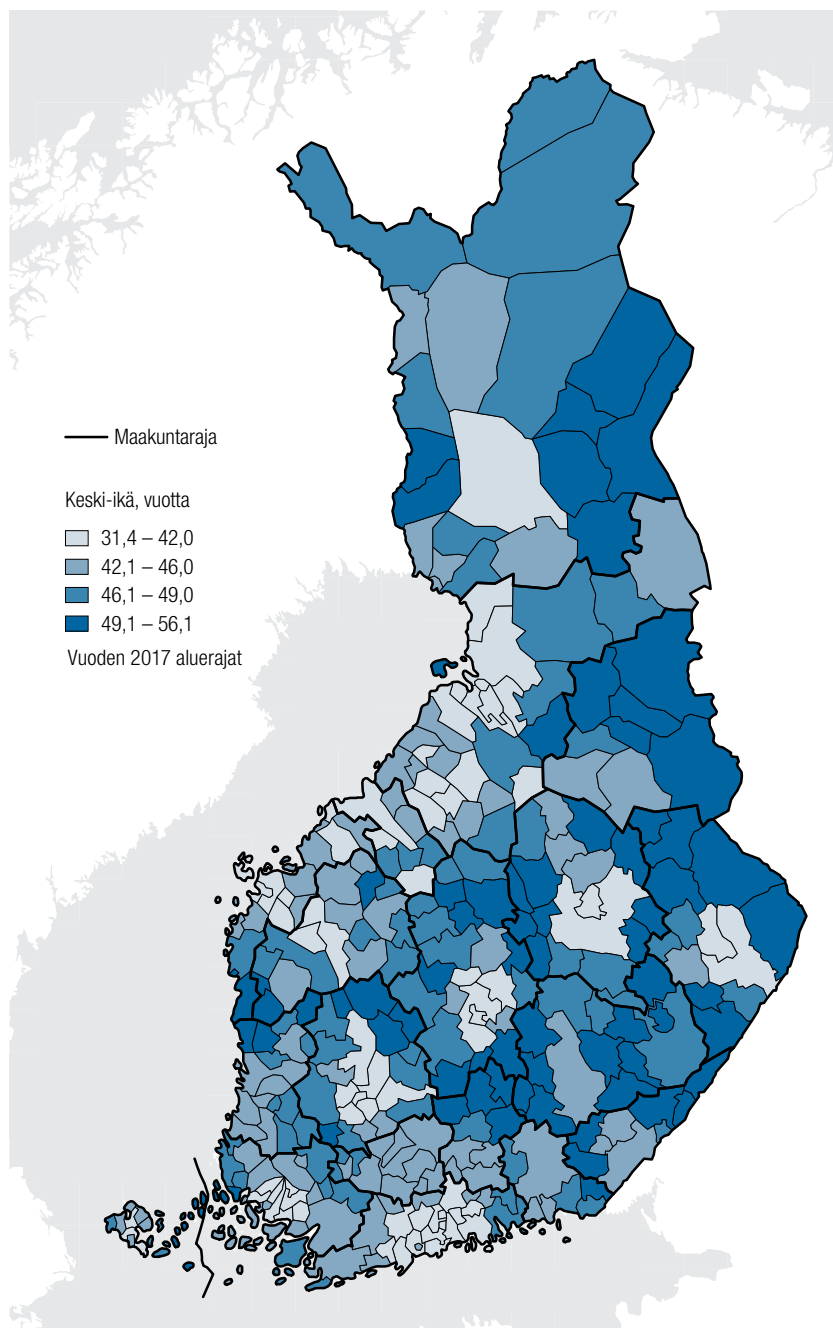 Maakuntaraja
Keski-ikä, vuotta
31,4 – 42,0
42,1 – 46,0
46,1 – 49,0
49,1 – 56,1
Vuoden 2017 aluerajat